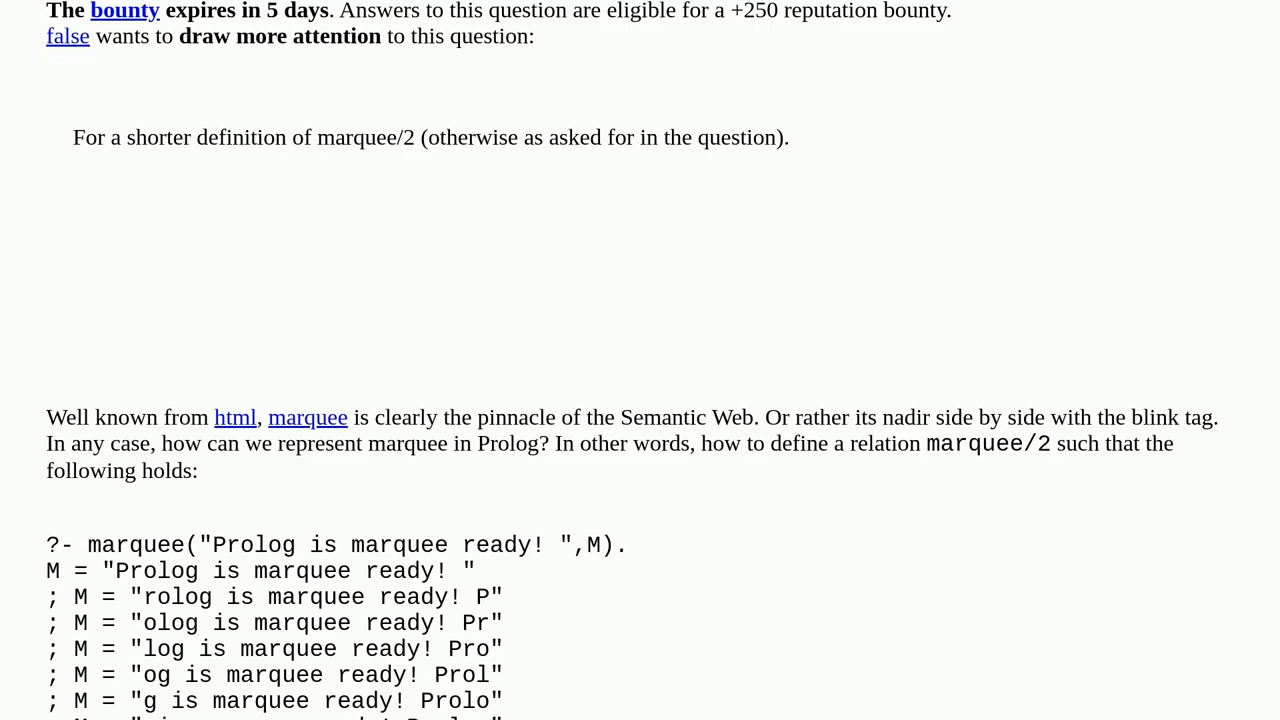 The bounty expires in 5 days. Answers to this question are eligible for a +250 reputation bounty.
false wants to draw more attention to this question:
For a shorter definition of marquee/2 (otherwise as asked for in the question).
Well known from html, marquee is clearly the pinnacle of the Semantic Web. Or rather its nadir side by side with the blink tag.
In any case, how can we represent marquee in Prolog? In other words, how to define a relation marquee/2 such that the
following holds:
?- marquee("Prolog is marquee ready! ",M).
M = "Prolog is marquee ready! "
; M = "rolog is marquee ready! P"
; M = "olog is marquee ready! Pr"
; M = "log is marquee ready! Pro"
; M = "og is marquee ready! Prol"
; M = "g is marquee ready! Prolo"